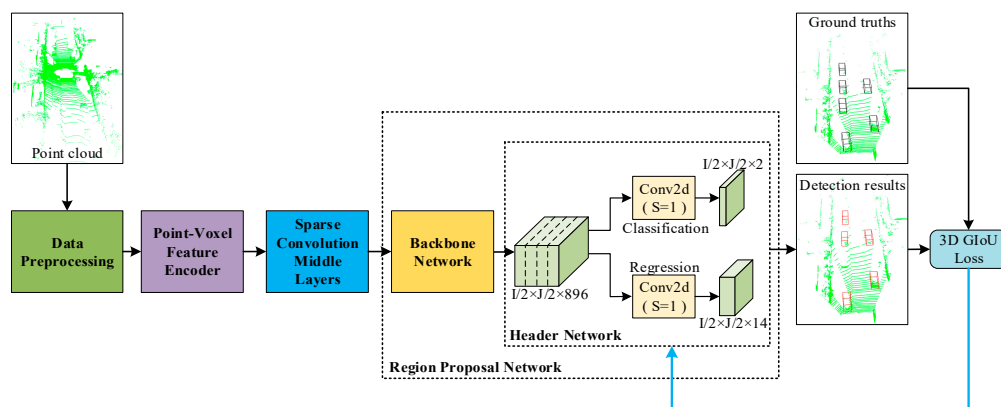 Point cloud
Data
Preprocessing
Point-Voxel
Feature
Encoder
Sparse
Convolution
Middle
Layers
Backbone
Network
I/2×J/2×896
Conv2d
( S=1 )
Classification
I/2×J/2×2
Regression
Conv2d
( S=1 )
I/2×J/2×14
Header Network
Region Proposal Network
Ground truths
Detection results
3D GIoU
Loss